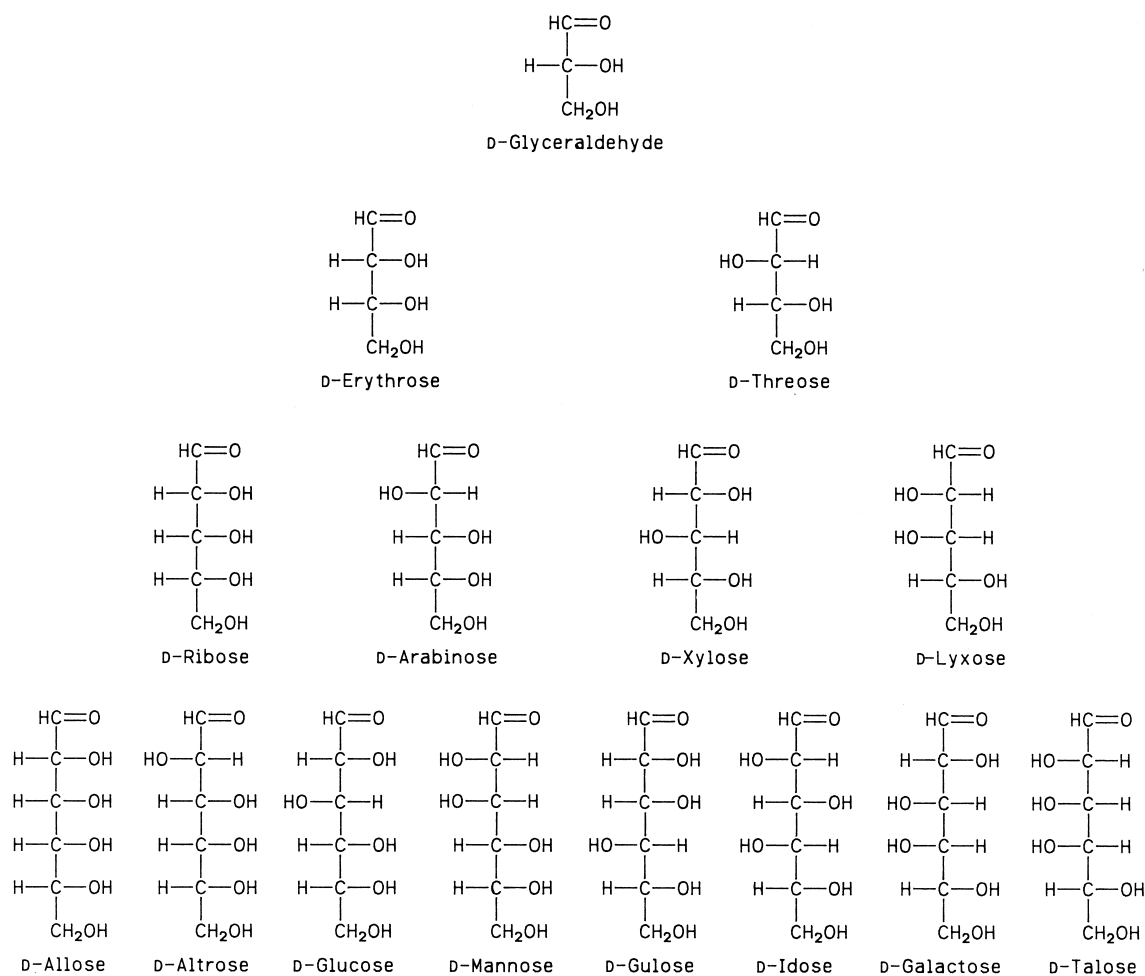 HC=O
H—C—OH
CH₂OH
D-Glyceraldehyde
HC=O HC=O
H—C—OH HO—C—H
H—C—OH H—C—OH
CH₂OH CH₂OH
D-Erythrose D-Threose
HC=O HC=O HC=O HC=O
H—C—OH HO—C—H H—C—OH HO—C—H
H—C—OH H—C—OH HO—C—H HO—C—H
H—C—OH H—C—OH H—C—OH H—C—OH
CH₂OH CH₂OH CH₂OH CH₂OH
D-Ribose D-Arabinose D-Xylose D-Lyxose
HC=O HC=O HC=O HC=O HC=O HC=O HC=O HC=O
H—C—OH HO—C—H H—C—OH HO—C—H H—C—OH HO—C—H H—C—OH HO—C—H
H—C—OH H—C—OH HO—C—H HO—C—H H—C—OH H—C—OH HO—C—H HO—C—H
H—C—OH H—C—OH H—C—OH H—C—OH HO—C—H HO—C—H HO—C—H HO—C—H
H—C—OH H—C—OH H—C—OH H—C—OH H—C—OH H—C—OH H—C—OH H—C—OH
CH₂OH CH₂OH CH₂OH CH₂OH CH₂OH CH₂OH CH₂OH CH₂OH
D-Allose D-Altrose D-Glucose D-Mannose D-Gulose D-Idose D-Galactose D-Talose